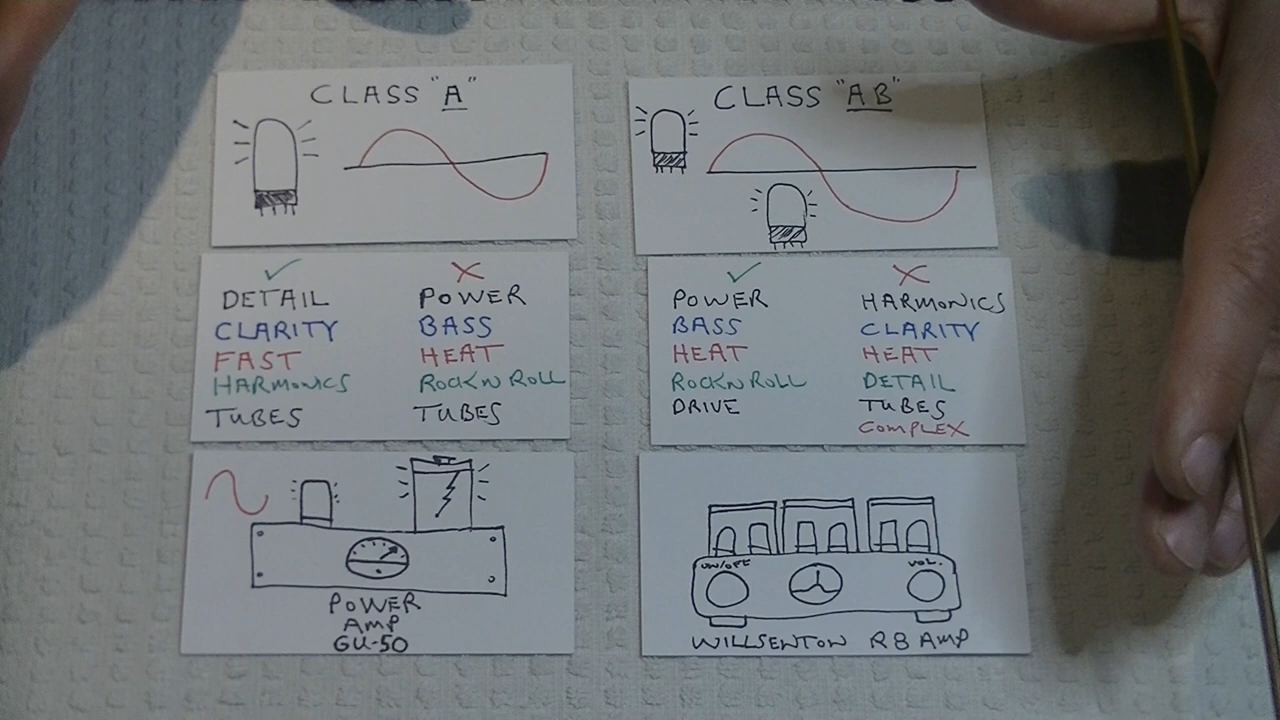 CLASS "A"
CLASS "AB"
✓ X
DETAIL POWER
CLARITY BASS
FAST HEAT
HARMONICS ROCK N ROLL
TUBES TUBES
✓ X
POWER HARMONICS
BASS CLARITY
HEAT HEAT
ROCK N ROLL DETAIL
DRIVE TUBES
COMPLEX
POWER
AMP
GU-50
ON/OFF VOL.
WILLSENTON R8 AMP